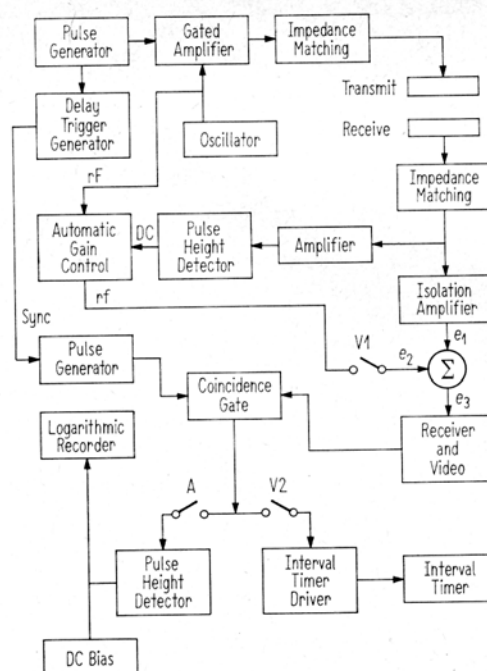 Pulse
Generator
Gated
Amplifier
Impedance
Matching
Transmit
Delay
Trigger
Generator
Oscillator
Receive
rF
Impedance
Matching
Automatic
Gain
Control
DC
Pulse
Height
Detector
Amplifier
rf
Isolation
Amplifier
Sync
V1
e1
e2
Σ
e3
Pulse
Generator
Coincidence
Gate
Logarithmic
Recorder
Receiver
and
Video
A
V2
Pulse
Height
Detector
Interval
Timer
Driver
Interval
Timer
DC Bias